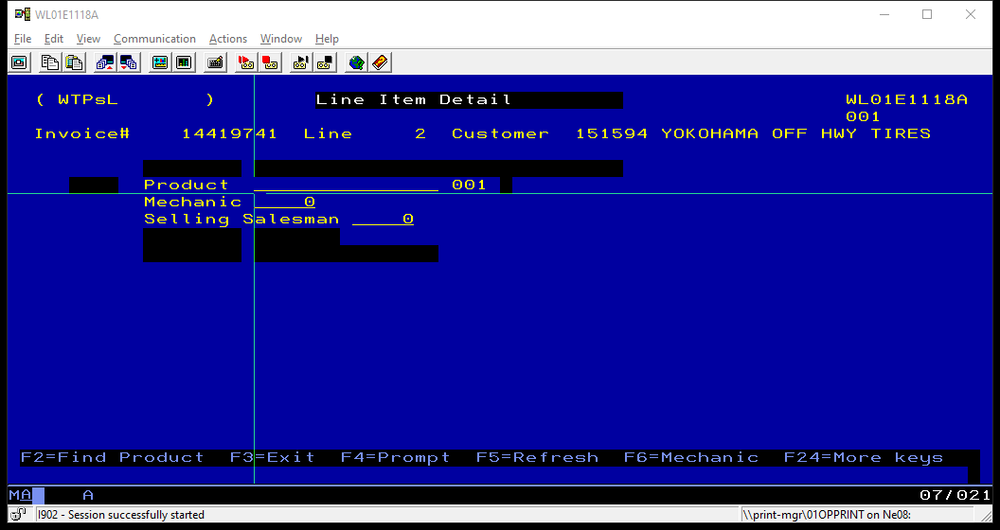 WL01E1118A
File Edit View Communication Actions Window Help
( WTPsL ) Line Item Detail WL01E1118A
001
Invoice# 14419741 Line 2 Customer 151594 YOKOHAMA OFF HWY TIRES
Product 001
Mechanic 0
Selling Salesman 0
F2=Find Product F3=Exit F4=Prompt F5=Refresh F6=Mechanic F24=More keys
MA A 07/021
I902 - Session successfully started \\print-mgr\01OPPRINT on Ne08: